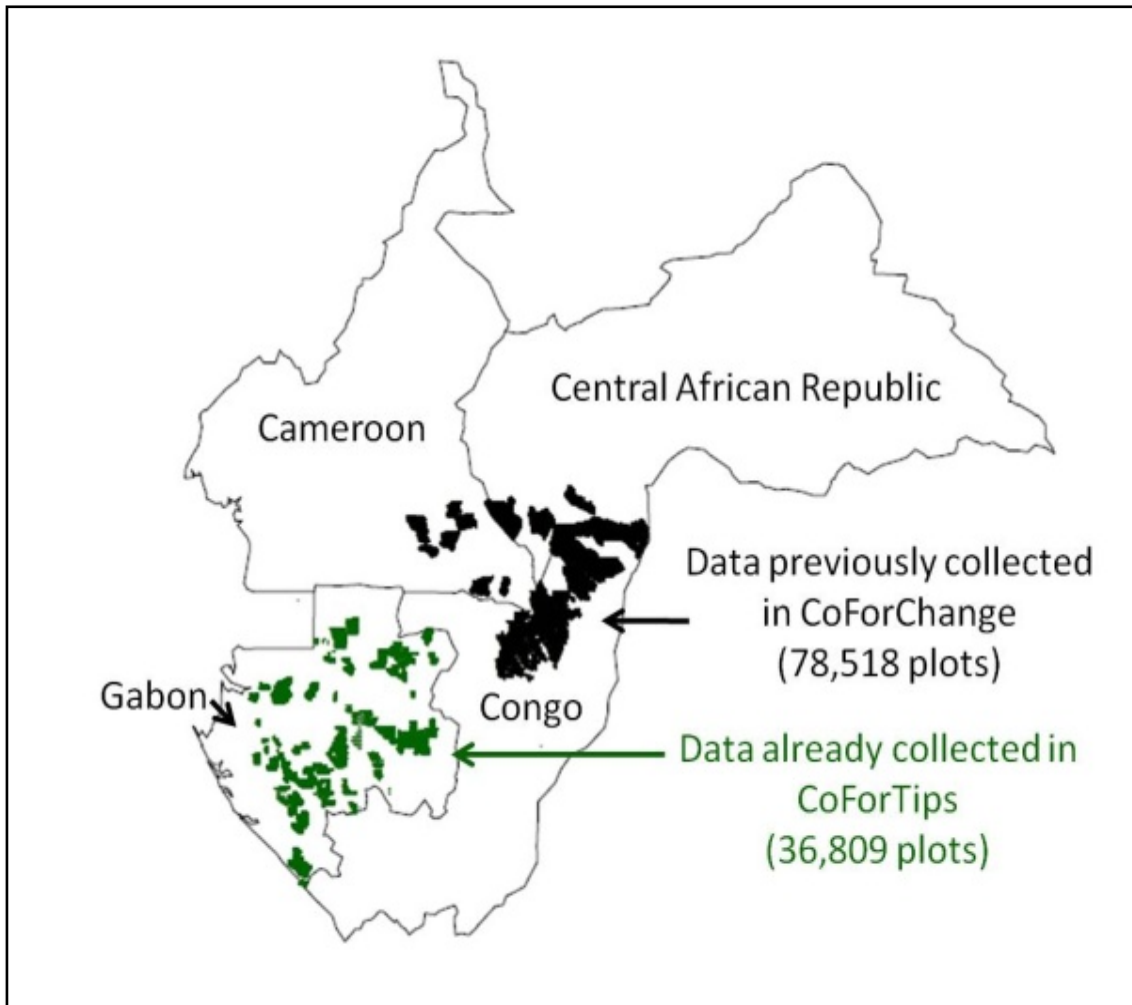 Central African Republic
Cameroon
Data previously collected
in CoForChange
(78,518 plots)
Gabon
Congo
Data already collected in
CoForTips
(36,809 plots)